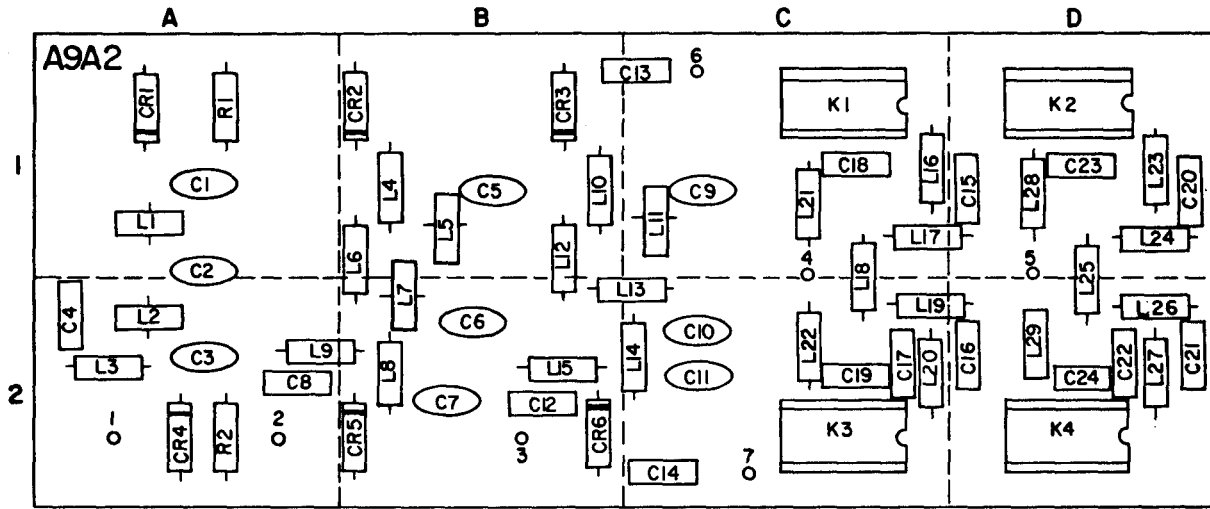 A B C D
A9A2
6
CR1 R1 CR2 CR3 C13 K1 K2
1
C1 L4 C5 L10 C9 L21 C18 L16 C15 L28 C23 L23 C20
L1 L5 L11 L17 L24
L6 L12
C2 4 L18 5 L25
L7 L13
C4 L2 C6 C10 L19 L26
L22 L29
L3 C3 L9 L8 L15 L14 C11 C19 C17 L20 C16 C24 C22 L27 C21
2
C8 C7 C12
1 CR4 R2 2 CR5 3 CR6 K3 K4
C14 7